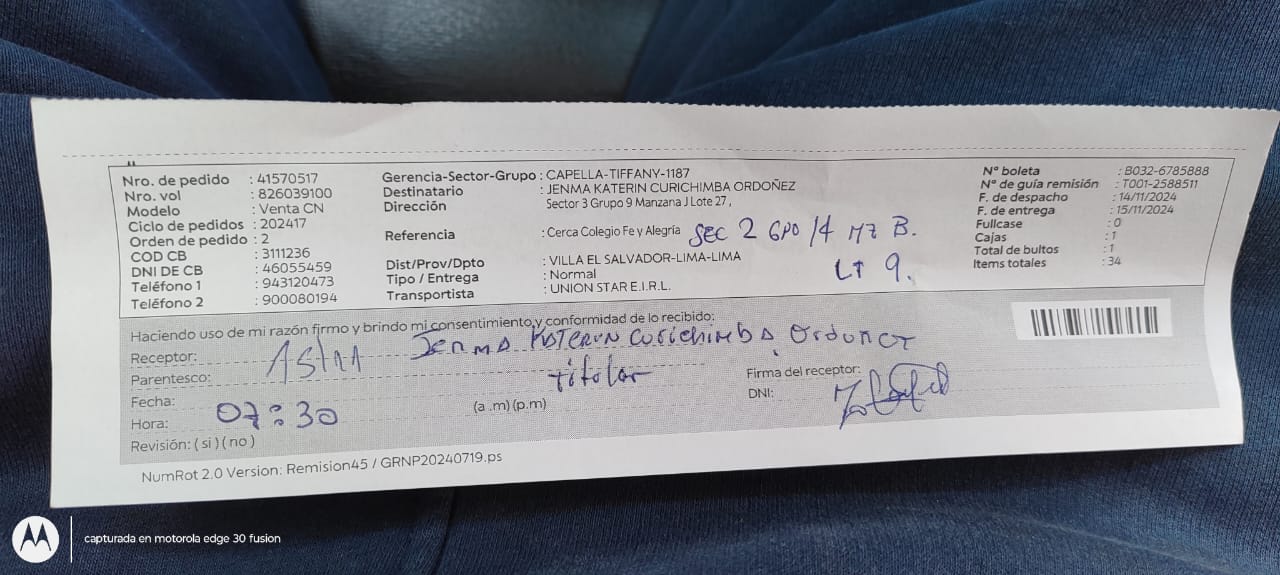 Nro. de pedido : 41570517
Nro. vol : 826039100
Modelo : Venta CN
Ciclo de pedidos : 202417
Orden de pedido : 2
COD CB : 3111236
DNI DE CB : 46055459
Teléfono 1 : 943120473
Teléfono 2 : 900080194
Gerencia-Sector-Grupo : CAPELLA-TIFFANY-1187
Destinatario : JENMA KATERIN CURICHIMBA ORDOÑEZ
Dirección Sector 3 Grupo 9 Manzana J Lote 27 ,
Referencia : Cerca Colegio Fe y Alegría SEC 2 GPO 14 MZ B.
LT 9.
Dist/Prov/Dpto : VILLA EL SALVADOR-LIMA-LIMA
Tipo / Entrega : Normal
Transportista : UNION STAR E.I.R.L.
N° boleta : B032-6785888
N° de guía remisión : T001-2588511
F. de despacho : 14/11/2024
F. de entrega : 15/11/2024
Fullcase : 0
Cajas : 1
Total de bultos : 1
Items totales : 34
Haciendo uso de mi razón firmo y brindo mi consentimiento y conformidad de lo recibido:
Receptor: Jenma Katerin Curichimba Ordoñez
Parentesco: titular
Fecha:
Hora: 07:30 (a .m) (p.m)
Revisión: ( si ) ( no )
Firma del receptor:
DNI:
NumRot 2.0 Version: Remision45 / GRNP20240719.ps
capturada en motorola edge 30 fusion